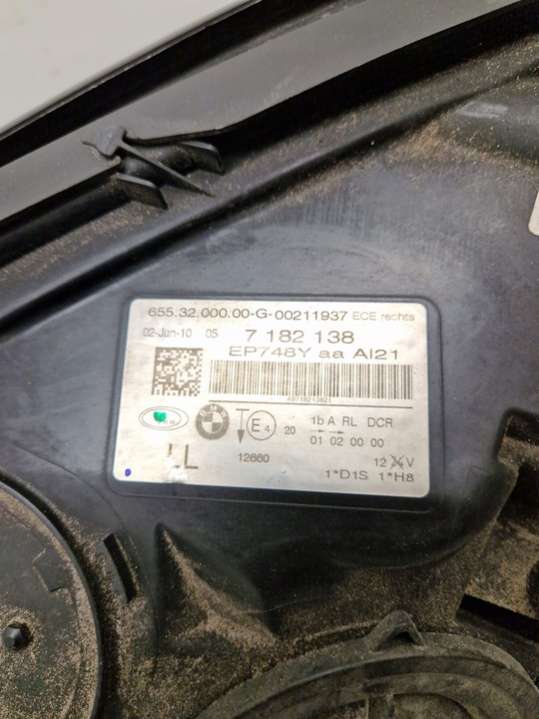 655.32.000.00-G-00211937 ECE rechts
02-Jun-10 05 7 182 138
EP748Y aa AI21
E4 20 1b A RL DCR
01 02 00 00
LL 12660 12 V
1*D1S 1*H8